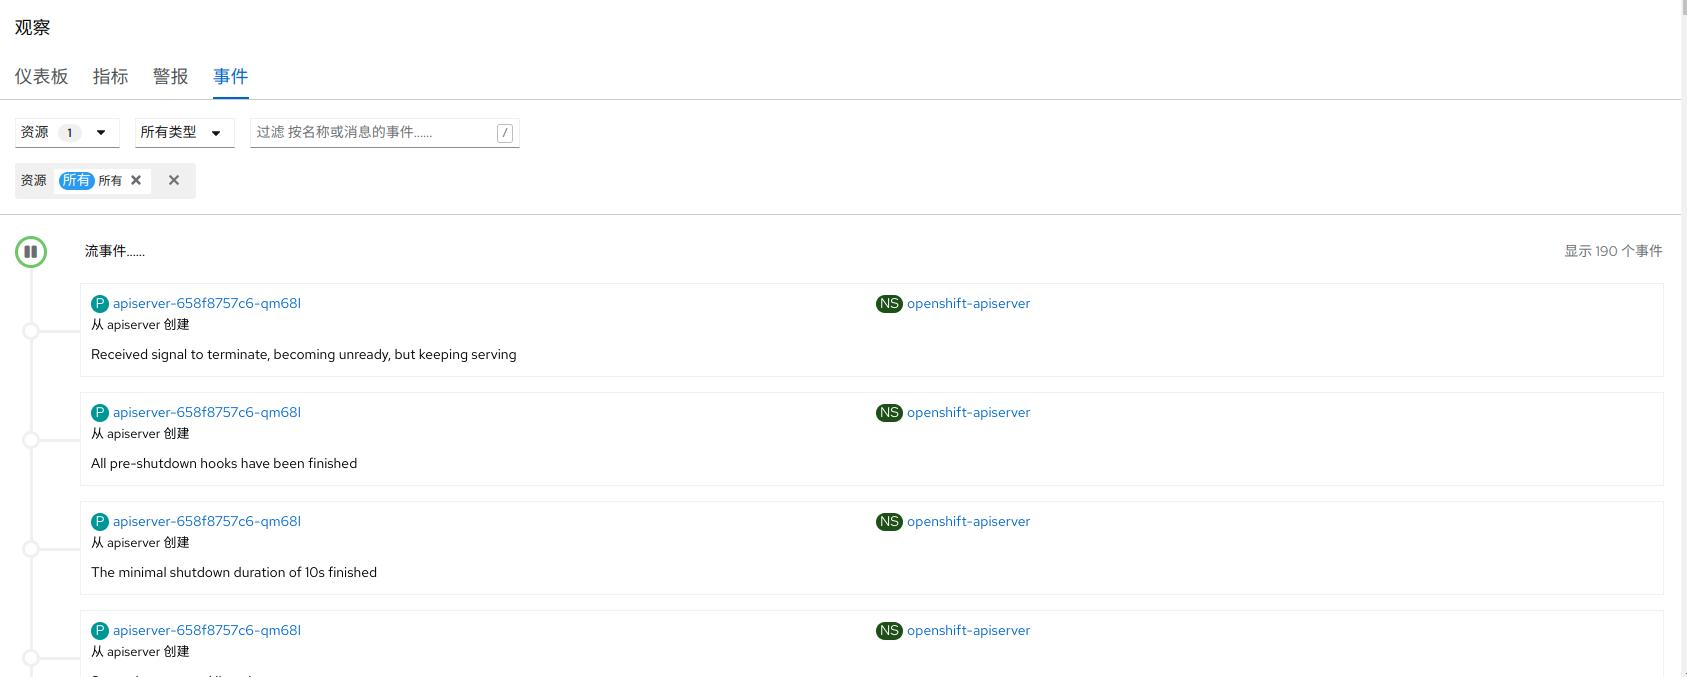 观察
仪表板 指标 警报 事件
资源 1 所有类型 过滤 按名称或消息的事件...... /
资源 所有 所有
流事件...... 显示 190 个事件
P apiserver-658f8757c6-qm68l NS openshift-apiserver
从 apiserver 创建
Received signal to terminate, becoming unready, but keeping serving
P apiserver-658f8757c6-qm68l NS openshift-apiserver
从 apiserver 创建
All pre-shutdown hooks have been finished
P apiserver-658f8757c6-qm68l NS openshift-apiserver
从 apiserver 创建
The minimal shutdown duration of 10s finished
P apiserver-658f8757c6-qm68l NS openshift-apiserver
从 apiserver 创建